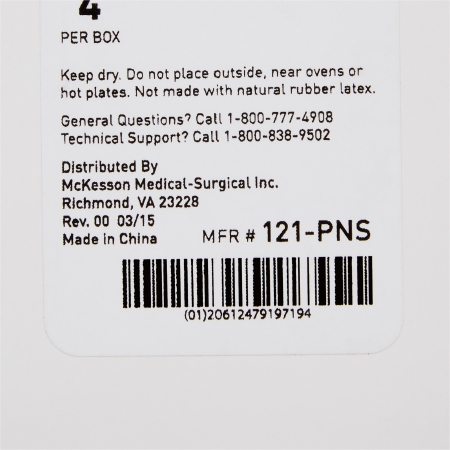 4
PER BOX
Keep dry. Do not place outside, near ovens or
hot plates. Not made with natural rubber latex.
General Questions? Call 1-800-777-4908
Technical Support? Call 1-800-838-9502
Distributed By
McKesson Medical-Surgical Inc.
Richmond, VA 23228
Rev. 00 03/15
Made in China
MFR # 121-PNS
(01)20612479197194